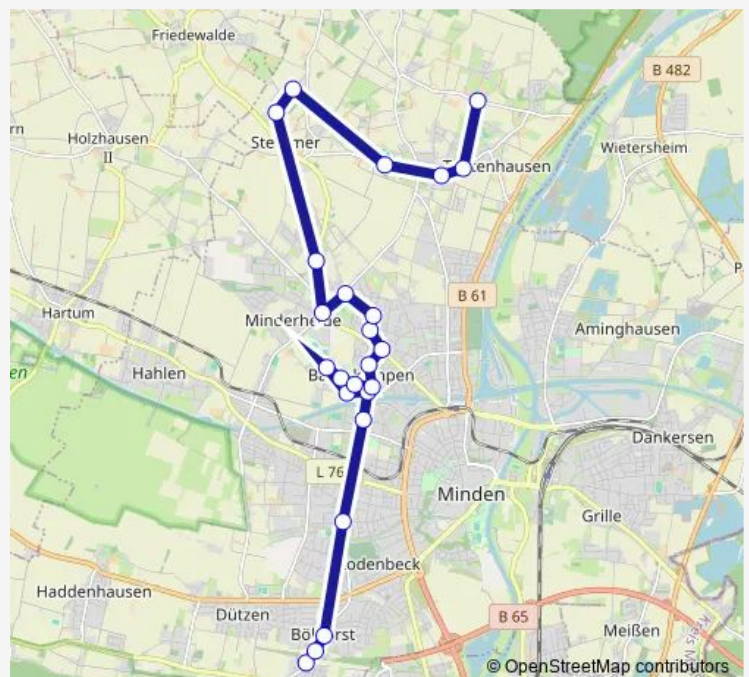 Friedewalde
B 482
Holzhausen
II
Wietersheim
B 61
Hartum
Minderheide
Aminghausen
Hahlen
Dankersen
L 76
Minden
Grille
Haddenhausen
Dützen
B 65
Meißen
© OpenStreetMap contributors